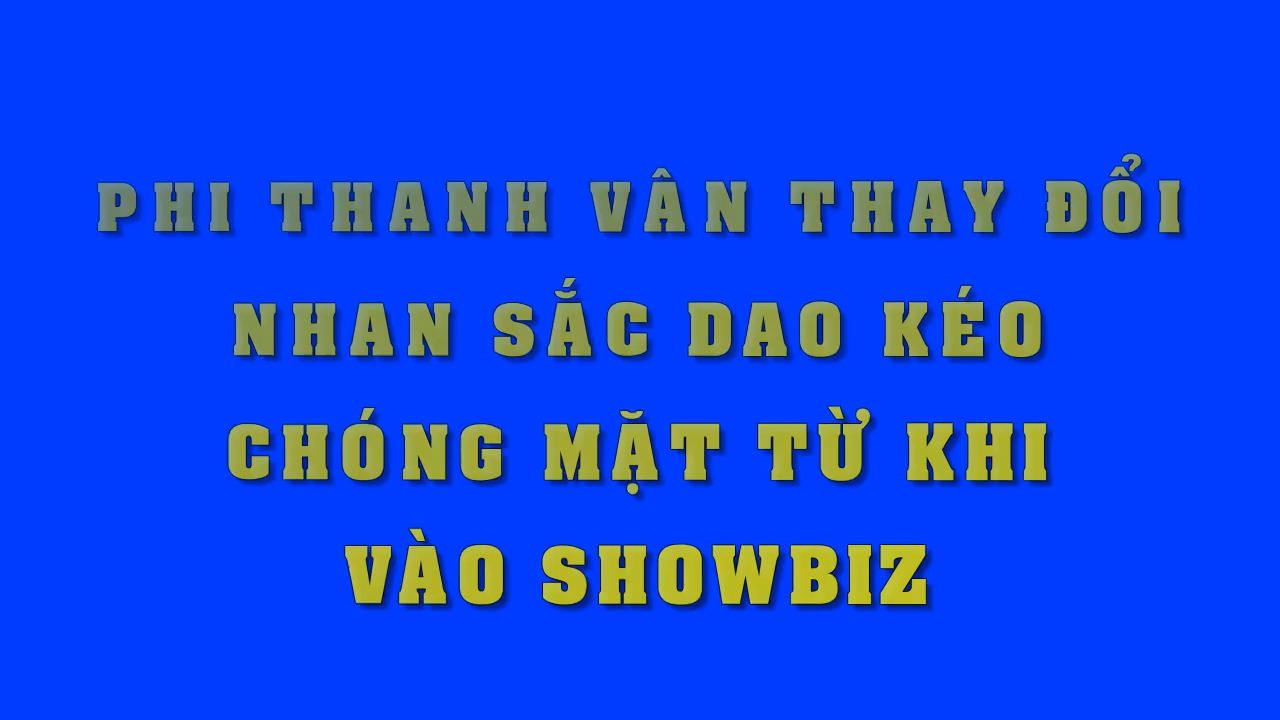 PHI THANH VÂN THAY ĐỔI
NHAN SẮC DAO KÉO
CHÓNG MẶT TỪ KHI
VÀO SHOWBIZ